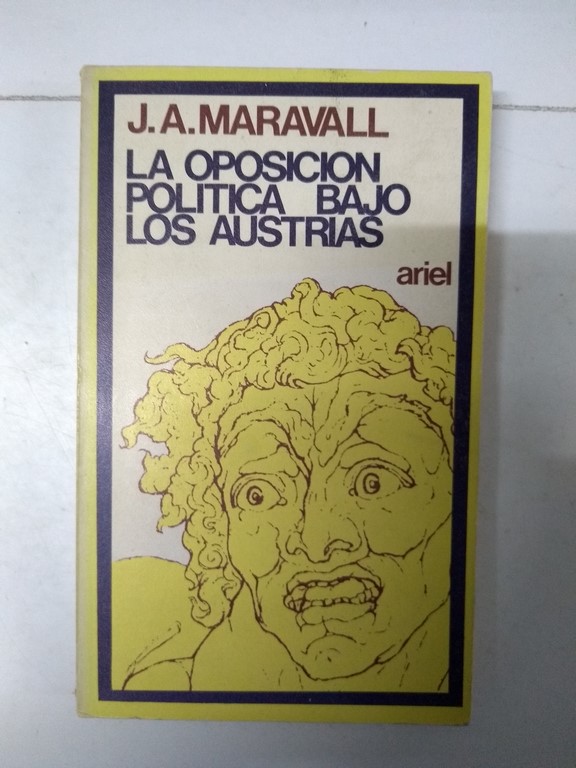 J. A. MARAVALL
LA OPOSICION
POLITICA BAJO
LOS AUSTRIAS
ariel